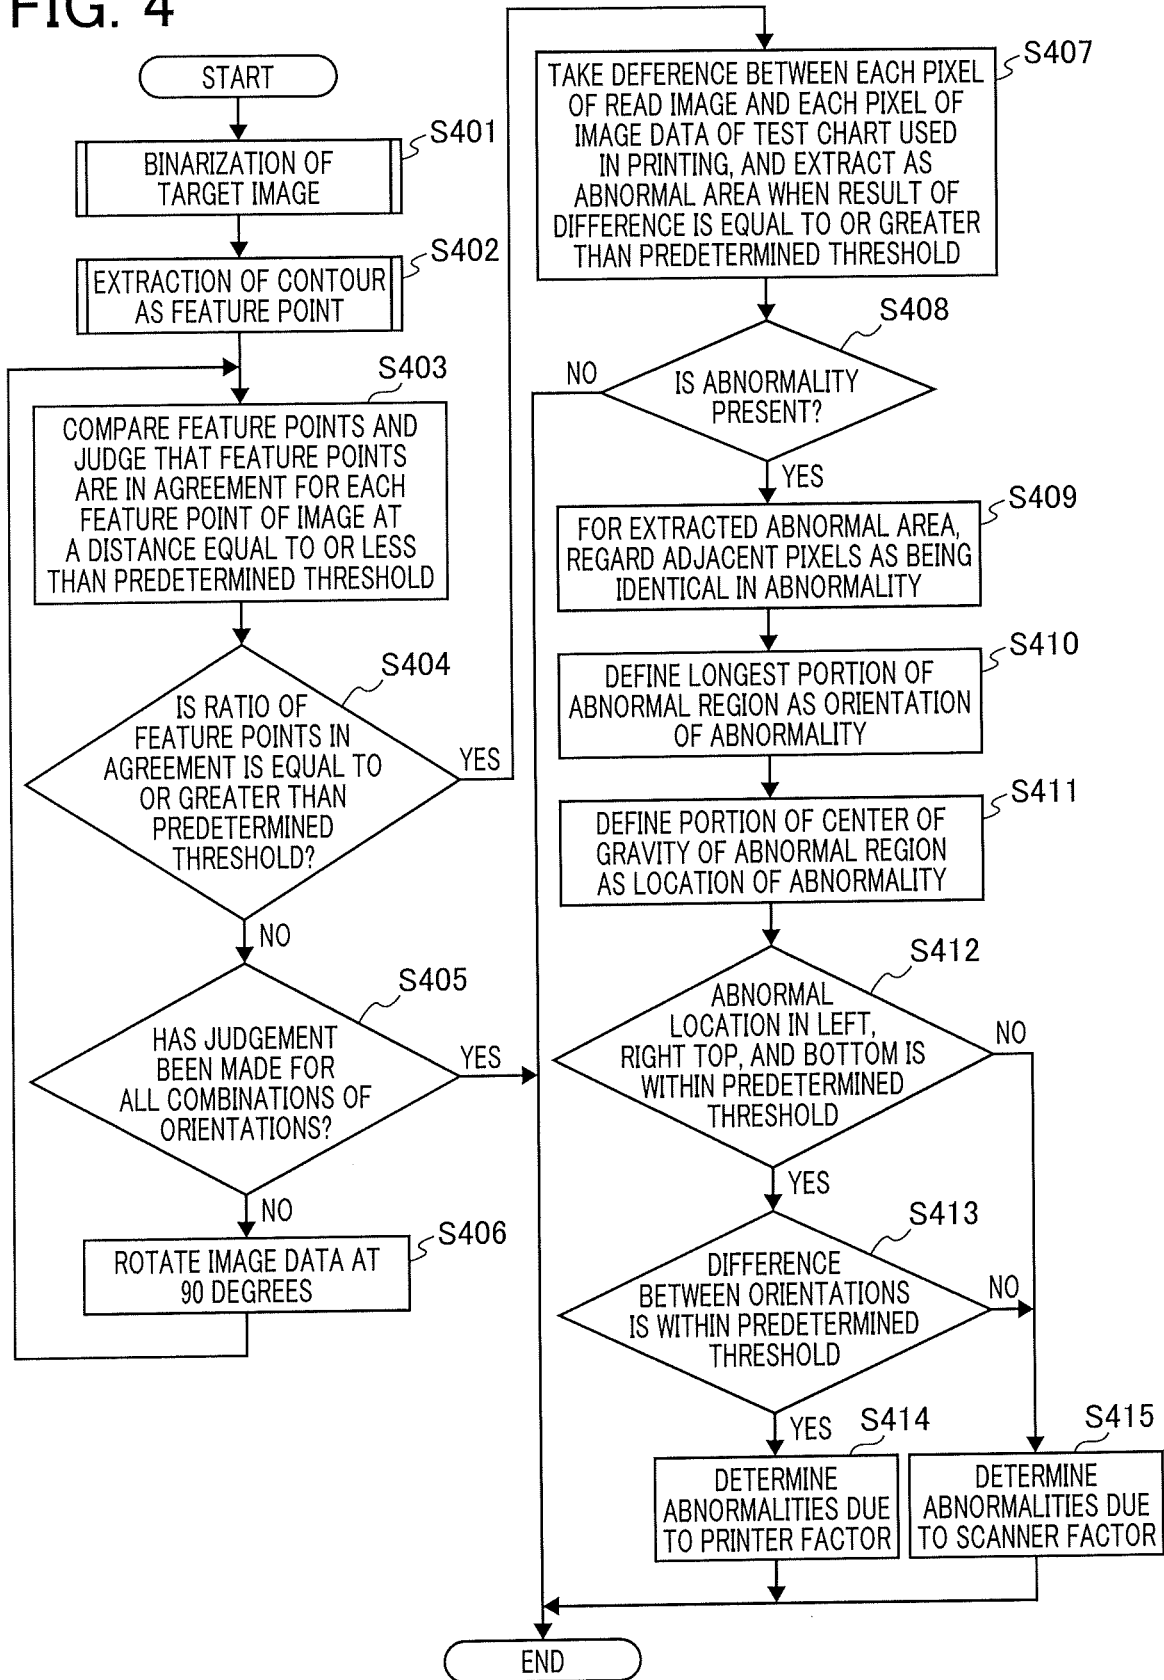 FIG. 4
START
S401
BINARIZATION OF
TARGET IMAGE
S402
EXTRACTION OF CONTOUR
AS FEATURE POINT
S403
COMPARE FEATURE POINTS AND
JUDGE THAT FEATURE POINTS
ARE IN AGREEMENT FOR EACH
FEATURE POINT OF IMAGE AT
A DISTANCE EQUAL TO OR LESS
THAN PREDETERMINED THRESHOLD
S404
IS RATIO OF
FEATURE POINTS IN
AGREEMENT IS EQUAL TO
OR GREATER THAN
PREDETERMINED
THRESHOLD?
YES
NO
S405
HAS JUDGEMENT
BEEN MADE FOR
ALL COMBINATIONS OF
ORIENTATIONS?
YES
NO
S406
ROTATE IMAGE DATA AT
90 DEGREES
S407
TAKE DEFERENCE BETWEEN EACH PIXEL
OF READ IMAGE AND EACH PIXEL OF
IMAGE DATA OF TEST CHART USED
IN PRINTING, AND EXTRACT AS
ABNORMAL AREA WHEN RESULT OF
DIFFERENCE IS EQUAL TO OR GREATER
THAN PREDETERMINED THRESHOLD
S408
NO
IS ABNORMALITY
PRESENT?
YES
S409
FOR EXTRACTED ABNORMAL AREA,
REGARD ADJACENT PIXELS AS BEING
IDENTICAL IN ABNORMALITY
S410
DEFINE LONGEST PORTION OF
ABNORMAL REGION AS ORIENTATION
OF ABNORMALITY
S411
DEFINE PORTION OF CENTER OF
GRAVITY OF ABNORMAL REGION
AS LOCATION OF ABNORMALITY
S412
ABNORMAL
LOCATION IN LEFT,
RIGHT TOP, AND BOTTOM IS
WITHIN PREDETERMINED
THRESHOLD
NO
YES
S413
DIFFERENCE
BETWEEN ORIENTATIONS
IS WITHIN PREDETERMINED
THRESHOLD
NO
YES
S414
DETERMINE
ABNORMALITIES DUE
TO PRINTER FACTOR
S415
DETERMINE
ABNORMALITIES DUE
TO SCANNER FACTOR
END